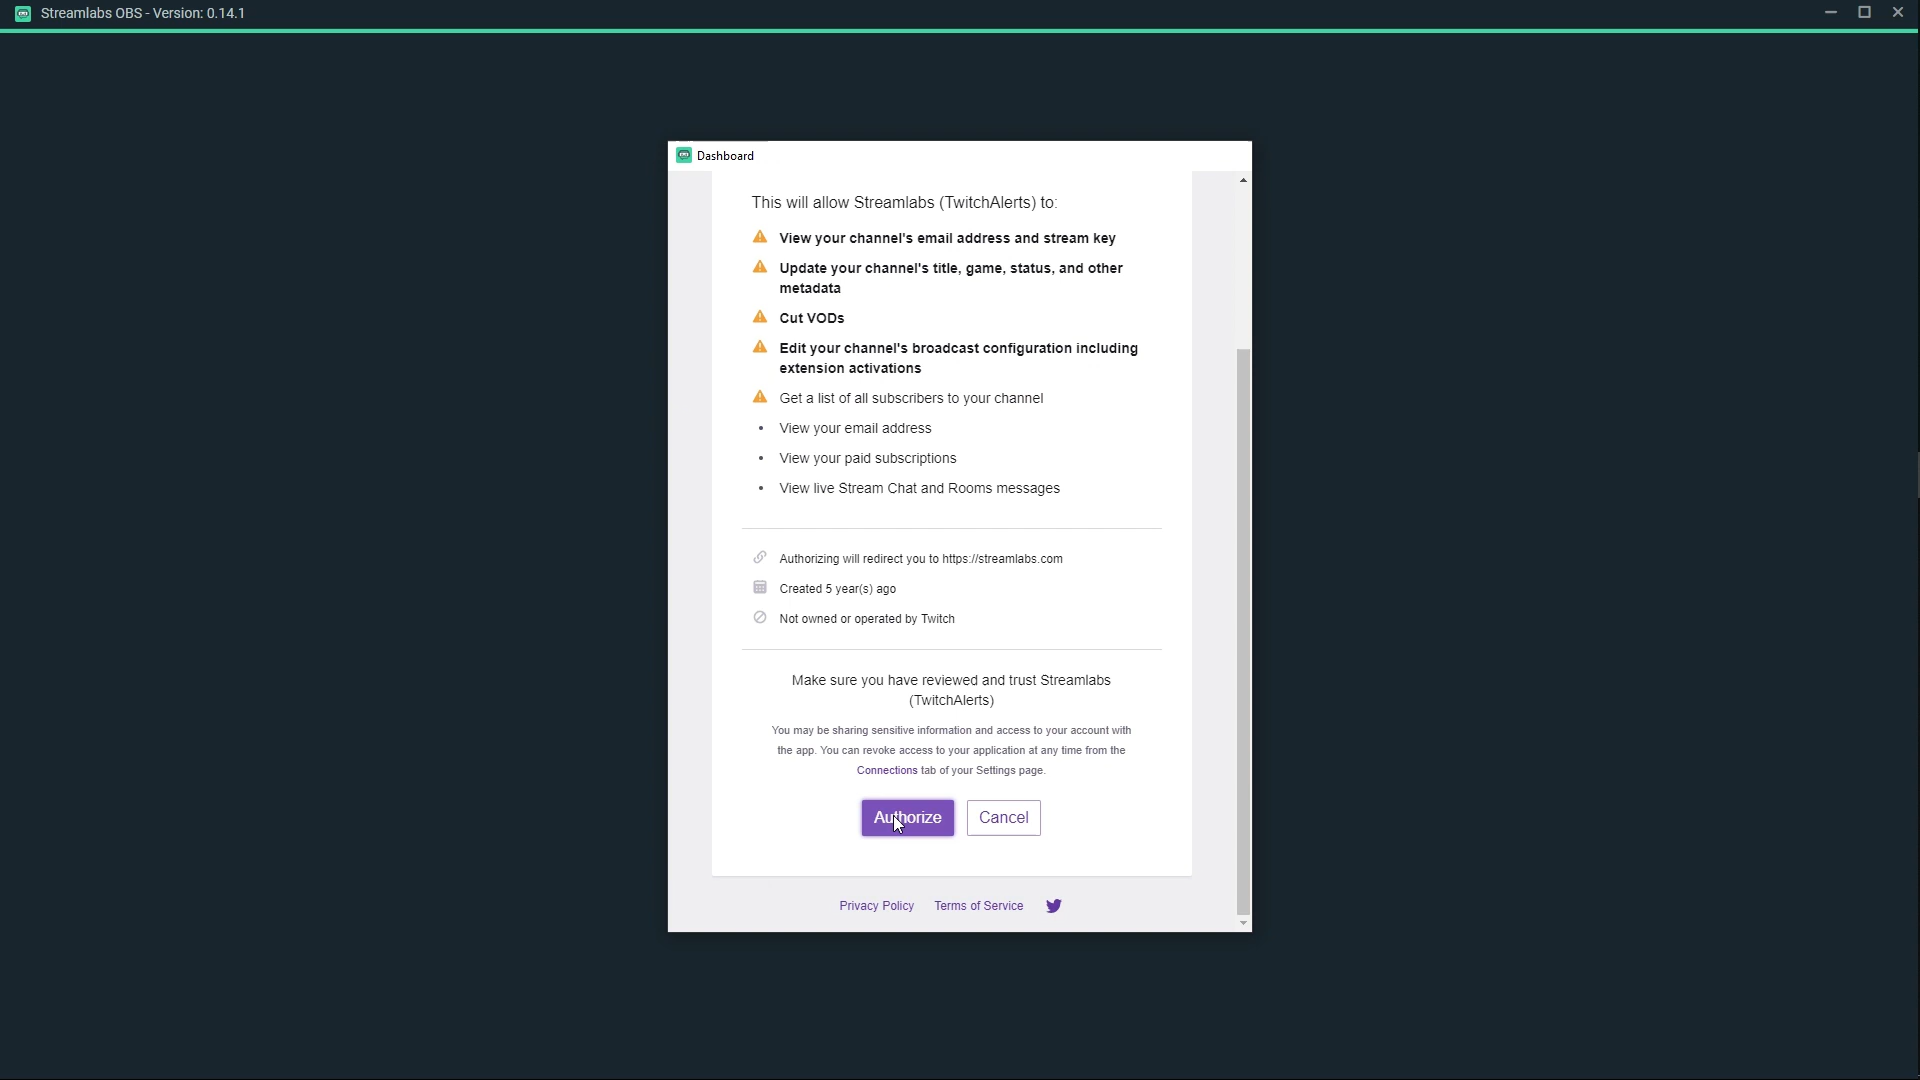 Streamlabs OBS - Version: 0.14.1
Dashboard
This will allow Streamlabs (TwitchAlerts) to:
View your channel's email address and stream key
Update your channel's title, game, status, and other
metadata
Cut VODs
Edit your channel's broadcast configuration including
extension activations
Get a list of all subscribers to your channel
• View your email address
• View your paid subscriptions
• View live Stream Chat and Rooms messages
Authorizing will redirect you to https://streamlabs.com
Created 5 year(s) ago
Not owned or operated by Twitch
Make sure you have reviewed and trust Streamlabs
(TwitchAlerts)
You may be sharing sensitive information and access to your account with
the app. You can revoke access to your application at any time from the
Connections tab of your Settings page.
Authorize Cancel
Privacy Policy Terms of Service